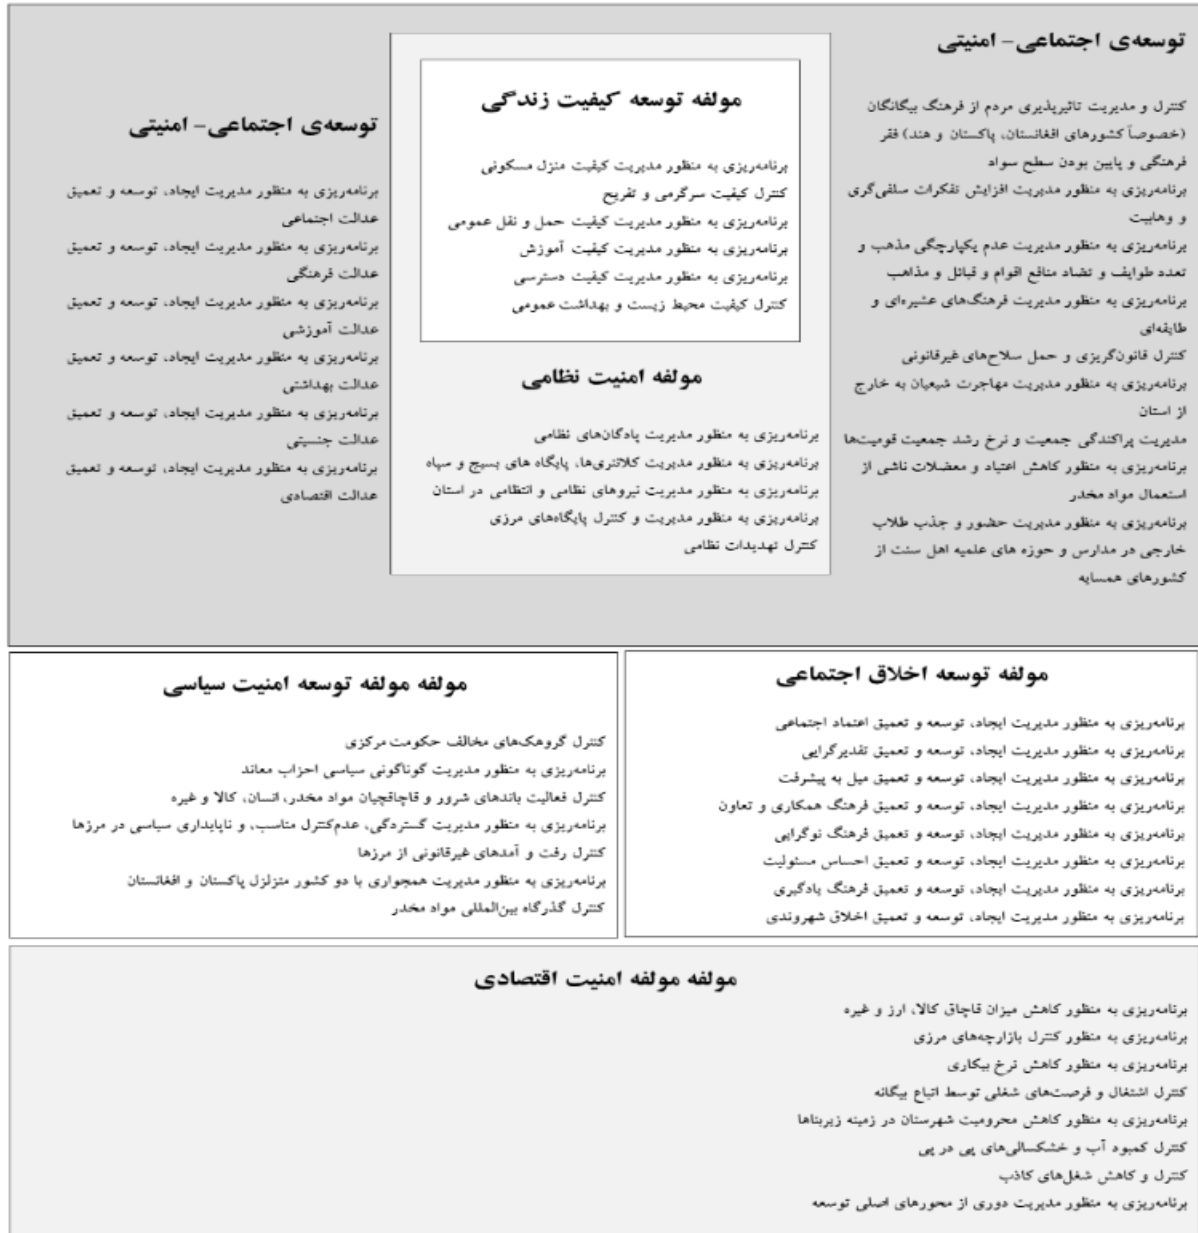 توسعه‌ی اجتماعی– امنیتی
کنترل و مدیریت تاثیرپذیری مردم از فرهنگ بیگانگان
(خصوصاً کشورهای افغانستان، پاکستان و هند) فقر
فرهنگی و پایین بودن سطح سواد
برنامه‌ریزی به منظور مدیریت افزایش تفکرات سلفی‌گری
و وهابیت
برنامه‌ریزی به منظور مدیریت عدم یکپارچگی مذهب و
تعدد طوایف و تضاد منافع اقوام و قبائل و مذاهب
برنامه‌ریزی به منظور مدیریت فرهنگ‌های عشیره‌ای و
طایفه‌ای
کنترل قانون‌گریزی و حمل سلاح‌های غیرقانونی
برنامه‌ریزی به منظور مدیریت مهاجرت شیعیان به خارج
از استان
مدیریت پراکندگی جمعیت و نرخ رشد جمعیت قومیت‌ها
برنامه‌ریزی به منظور کاهش اعتیاد و معضلات ناشی از
استعمال مواد مخدر
برنامه‌ریزی به منظور مدیریت حضور و جذب طلاب
خارجی در مدارس و حوزه های علمیه اهل سنت از
کشورهای همسایه
مولفه توسعه کیفیت زندگی
برنامه‌ریزی به منظور مدیریت کیفیت منزل مسکونی
کنترل کیفیت سرگرمی و تفریح
برنامه‌ریزی به منظور مدیریت کیفیت حمل و نقل عمومی
برنامه‌ریزی به منظور مدیریت کیفیت آموزش
برنامه‌ریزی به منظور مدیریت کیفیت دسترسی
کنترل کیفیت محیط زیست و بهداشت عمومی
مولفه امنیت نظامی
برنامه‌ریزی به منظور مدیریت پادگان‌های نظامی
برنامه‌ریزی به منظور مدیریت کلانتری‌ها، پایگاه های بسیج و سپاه
برنامه‌ریزی به منظور مدیریت نیروهای نظامی و انتظامی در استان
برنامه‌ریزی به منظور مدیریت و کنترل پایگاه‌های مرزی
کنترل تهدیدات نظامی
توسعه‌ی اجتماعی– امنیتی
برنامه‌ریزی به منظور مدیریت ایجاد، توسعه و تعمیق
عدالت اجتماعی
برنامه‌ریزی به منظور مدیریت ایجاد، توسعه و تعمیق
عدالت فرهنگی
برنامه‌ریزی به منظور مدیریت ایجاد، توسعه و تعمیق
عدالت آموزشی
برنامه‌ریزی به منظور مدیریت ایجاد، توسعه و تعمیق
عدالت بهداشتی
برنامه‌ریزی به منظور مدیریت ایجاد، توسعه و تعمیق
عدالت جنسیتی
برنامه‌ریزی به منظور مدیریت ایجاد، توسعه و تعمیق
عدالت اقتصادی
مولفه توسعه اخلاق اجتماعی
برنامه‌ریزی به منظور مدیریت ایجاد، توسعه و تعمیق اعتماد اجتماعی
برنامه‌ریزی به منظور مدیریت ایجاد، توسعه و تعمیق تقدیرگرایی
برنامه‌ریزی به منظور مدیریت ایجاد، توسعه و تعمیق میل به پیشرفت
برنامه‌ریزی به منظور مدیریت ایجاد، توسعه و تعمیق فرهنگ همکاری و تعاون
برنامه‌ریزی به منظور مدیریت ایجاد، توسعه و تعمیق فرهنگ نوگرایی
برنامه‌ریزی به منظور مدیریت ایجاد، توسعه و تعمیق احساس مسئولیت
برنامه‌ریزی به منظور مدیریت ایجاد، توسعه و تعمیق فرهنگ یادگیری
برنامه‌ریزی به منظور مدیریت ایجاد، توسعه و تعمیق اخلاق شهروندی
مولفه مولفه توسعه امنیت سیاسی
کنترل گروهک‌های مخالف حکومت مرکزی
برنامه‌ریزی به منظور مدیریت گوناگونی سیاسی احزاب معاند
کنترل فعالیت باندهای شرور و قاچاقچیان مواد مخدر، انسان، کالا و غیره
برنامه‌ریزی به منظور مدیریت گستردگی، عدم‌کنترل مناسب، و ناپایداری سیاسی در مرزها
کنترل رفت و آمدهای غیرقانونی از مرزها
برنامه‌ریزی به منظور مدیریت همجواری با دو کشور متزلزل پاکستان و افغانستان
کنترل گذرگاه بین‌المللی مواد مخدر
مولفه مولفه امنیت اقتصادی
برنامه‌ریزی به منظور کاهش میزان قاچاق کالا، ارز و غیره
برنامه‌ریزی به منظور کنترل بازارچه‌های مرزی
برنامه‌ریزی به منظور کاهش نرخ بیکاری
کنترل اشتغال و فرصت‌های شغلی توسط اتباع بیگانه
برنامه‌ریزی به منظور کاهش محرومیت شهرستان در زمینه زیربناها
کنترل کمبود آب و خشکسالی‌های پی در پی
کنترل و کاهش شغل‌های کاذب
برنامه‌ریزی به منظور مدیریت دوری از محورهای اصلی توسعه